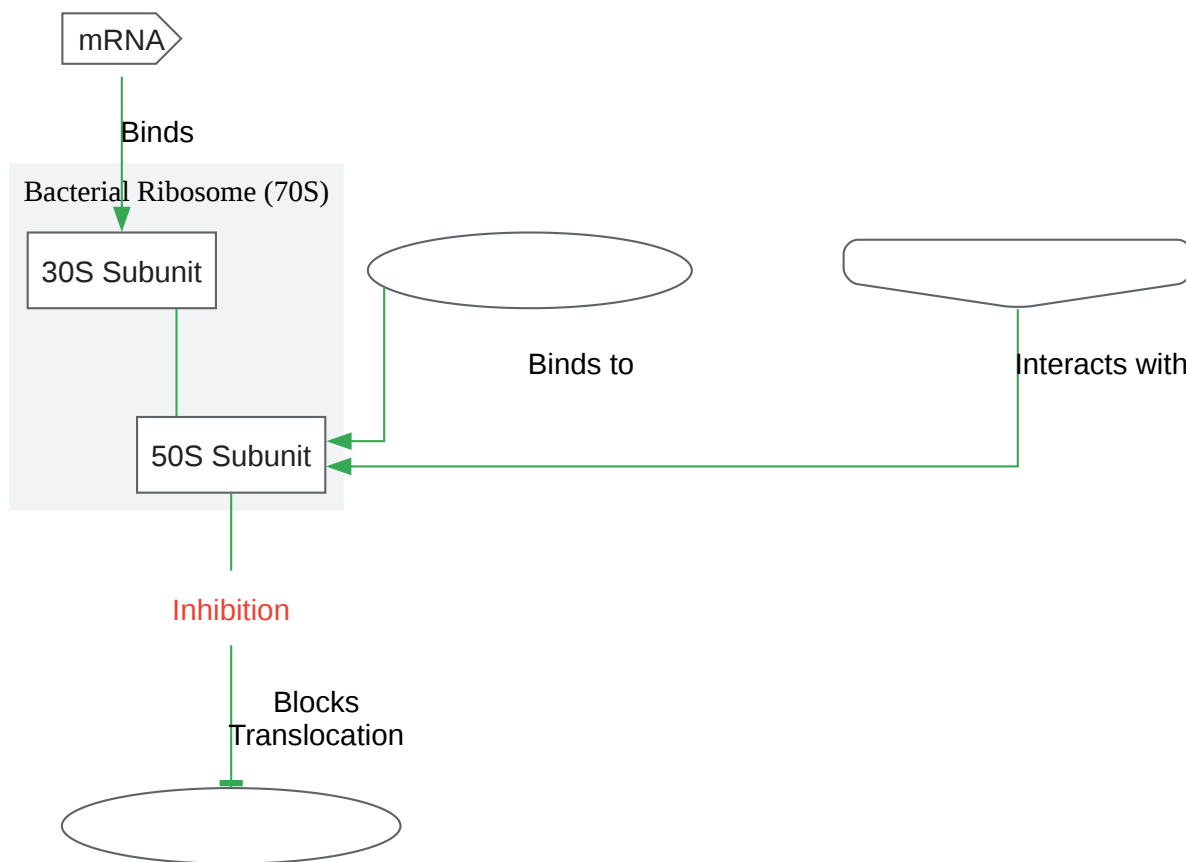 mRNA
Binds
Bacterial Ribosome (70S)
30S Subunit
Binds to
Interacts with
50S Subunit
Inhibition
Blocks
Translocation